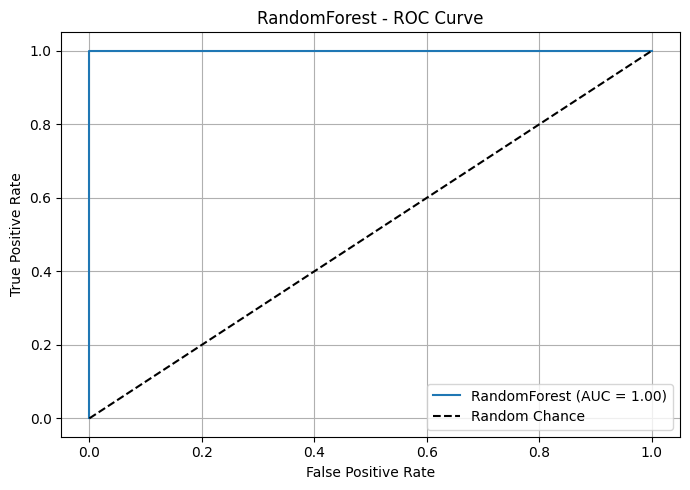 RandomForest - ROC Curve
True Positive Rate
1.0
0.8
0.6
0.4
0.2
0.0
RandomForest (AUC = 1.00)
Random Chance
0.0 0.2 0.4 0.6 0.8 1.0
False Positive Rate